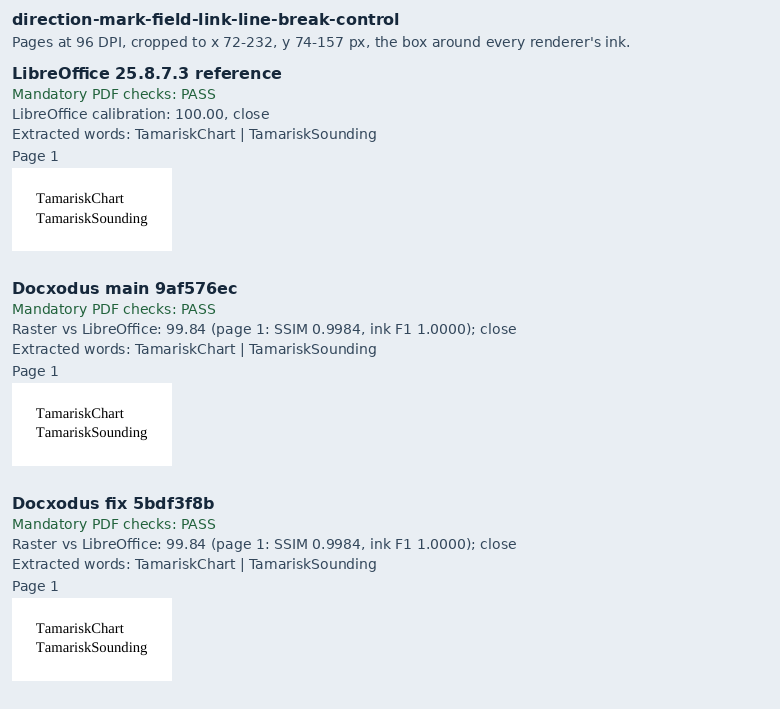 direction-mark-field-link-line-break-control
Pages at 96 DPI, cropped to x 72-232, y 74-157 px, the box around every renderer's ink.
LibreOffice 25.8.7.3 reference
Mandatory PDF checks: PASS
LibreOffice calibration: 100.00, close
Extracted words: TamariskChart | TamariskSounding
Page 1
TamariskChart
TamariskSounding
Docxodus main 9af576ec
Mandatory PDF checks: PASS
Raster vs LibreOffice: 99.84 (page 1: SSIM 0.9984, ink F1 1.0000); close
Extracted words: TamariskChart | TamariskSounding
Page 1
TamariskChart
TamariskSounding
Docxodus fix 5bdf3f8b
Mandatory PDF checks: PASS
Raster vs LibreOffice: 99.84 (page 1: SSIM 0.9984, ink F1 1.0000); close
Extracted words: TamariskChart | TamariskSounding
Page 1
TamariskChart
TamariskSounding